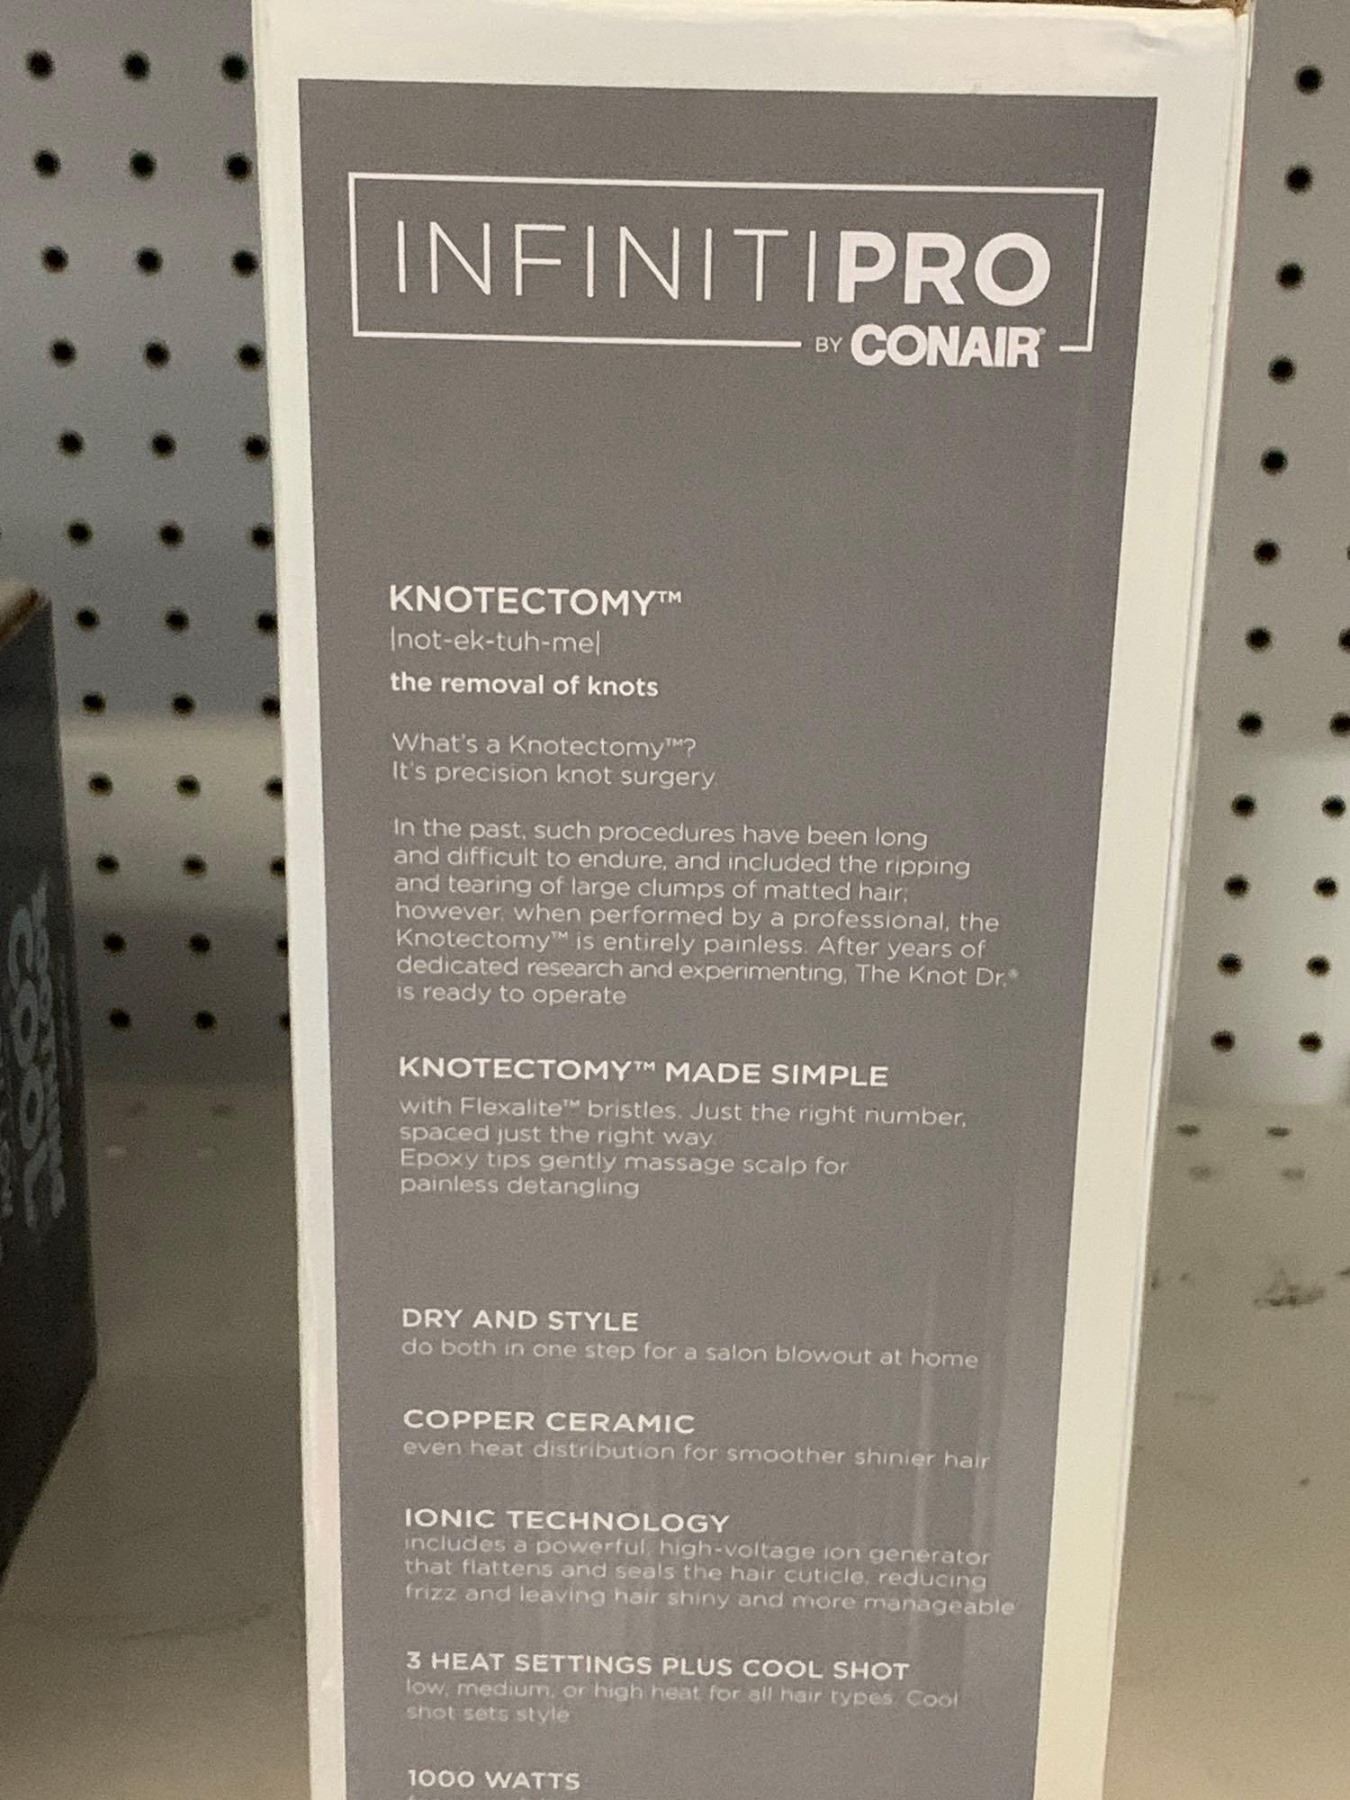 INFINITIPRO
BY CONAIR®
KNOTECTOMY™
|not-ek-tuh-me|
the removal of knots
What's a Knotectomy™?
It's precision knot surgery.
In the past, such procedures have been long
and difficult to endure, and included the ripping
and tearing of large clumps of matted hair;
however, when performed by a professional, the
Knotectomy™ is entirely painless. After years of
dedicated research and experimenting, The Knot Dr.®
is ready to operate
KNOTECTOMY™ MADE SIMPLE
with Flexalite™ bristles. Just the right number,
spaced just the right way.
Epoxy tips gently massage scalp for
painless detangling
DRY AND STYLE
do both in one step for a salon blowout at home
COPPER CERAMIC
even heat distribution for smoother shinier hair
IONIC TECHNOLOGY
includes a powerful, high-voltage ion generator
that flattens and seals the hair cuticle, reducing
frizz and leaving hair shiny and more manageable
3 HEAT SETTINGS PLUS COOL SHOT
low, medium, or high heat for all hair types. Cool
shot sets style
1000 WATTS